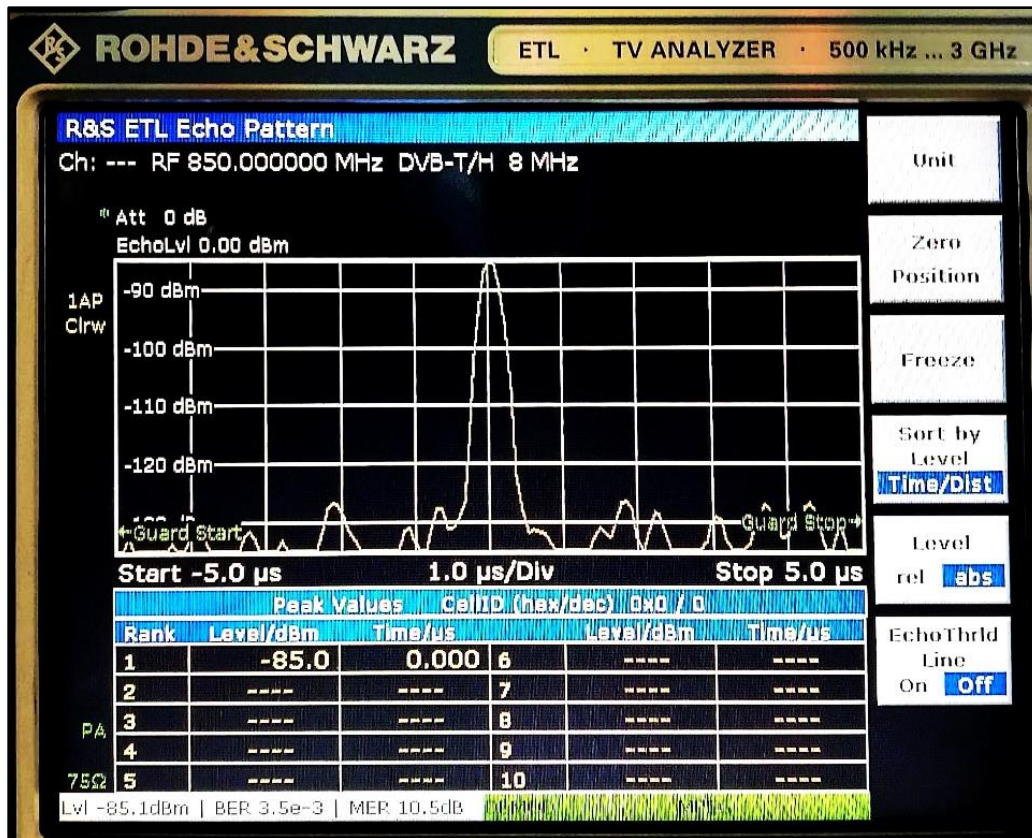 ROHDE&SCHWARZ ETL · TV ANALYZER · 500 kHz ... 3 GHz
R&S ETL Echo Pattern
Ch: --- RF 850.000000 MHz DVB-T/H 8 MHz
* Att 0 dB
EchoLvl 0.00 dBm
1AP
Clrw
-90 dBm
-100 dBm
-110 dBm
-120 dBm
Guard Start
Guard Stop
Start -5.0 µs 1.0 µs/Div Stop 5.0 µs
Peak Values CellID (hex/dec) 0x0 / 0
Rank Level/dBm Time/µs Level/dBm Time/µs
1 -85.0 0.000 6 ---- ----
2 ---- ---- 7 ---- ----
3 ---- ---- 8 ---- ----
4 ---- ---- 9 ---- ----
5 ---- ---- 10 ---- ----
PA
75Ω
Lvl -85.1dBm | BER 3.5e-3 | MER 10.5dB
Unit
Zero
Position
Freeze
Sort by
Level
Time/Dist
Level
rel abs
EchoThrld
Line
On Off